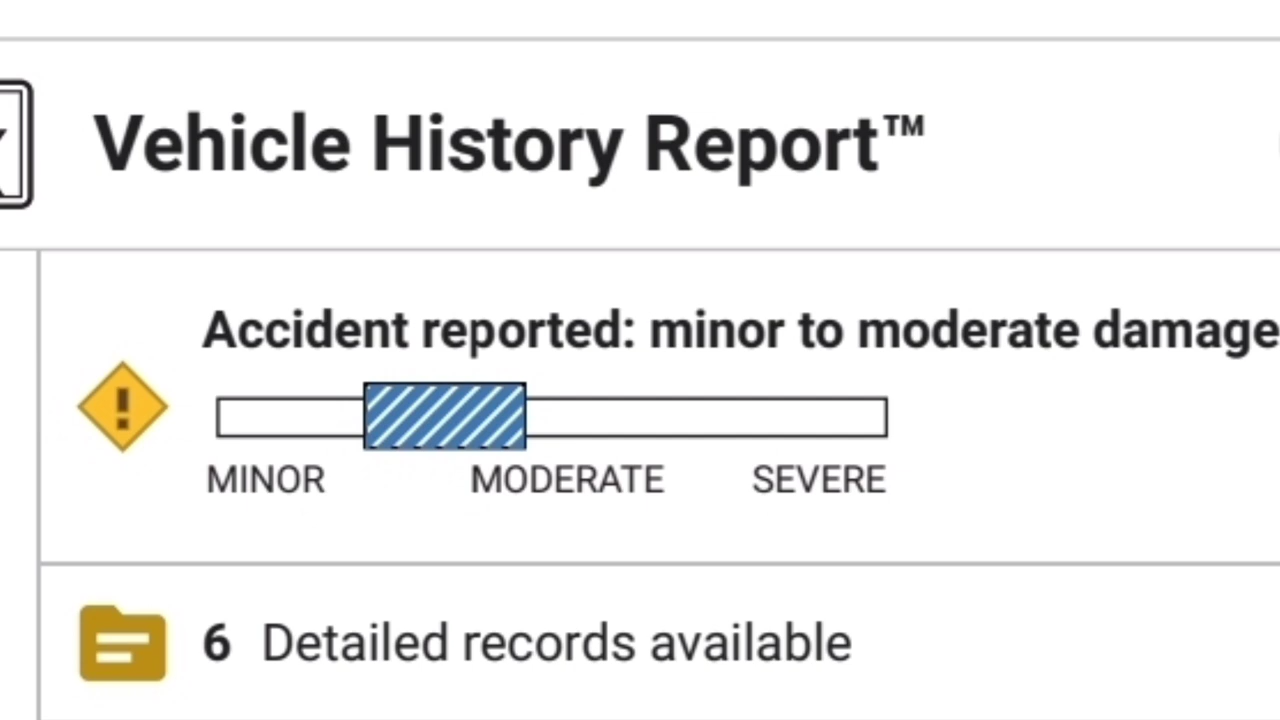 Vehicle History Report™
Accident reported: minor to moderate damage
MINOR MODERATE SEVERE
6 Detailed records available